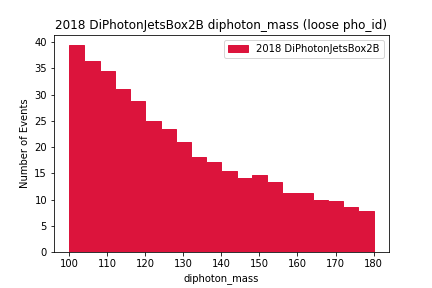 2018 DiPhotonJetsBox2B diphoton_mass (loose pho_id)
2018 DiPhotonJetsBox2B
Number of Events
40
35
30
25
20
15
10
5
0
100 110 120 130 140 150 160 170 180
diphoton_mass